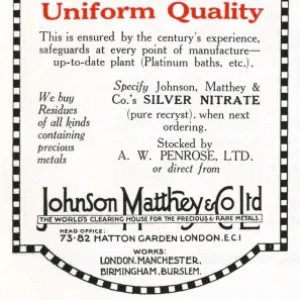 Uniform Quality
This is ensured by the century's experience,
safeguards at every point of manufacture—
up-to-date plant (Platinum baths, etc.).
We buy
Residues
of all kinds
containing
precious
metals
Specify Johnson, Matthey &
Co.'s SILVER NITRATE
(pure recryst). when next
ordering.
Stocked by
A. W. PENROSE, LTD.
or direct from
Johnson Matthey & Co Ltd
THE WORLD'S CLEARING HOUSE FOR THE PRECIOUS & RARE METALS
HEAD OFFICE:
73-82 HATTON GARDEN LONDON. E.C.1
WORKS:
LONDON. MANCHESTER.
BIRMINGHAM. BURSLEM.